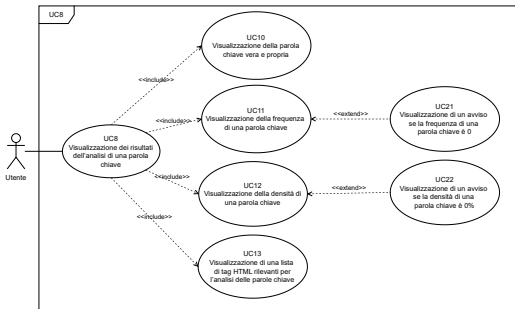 UC8
UC10
Visualizzazione della parola
chiave vera e propria
<<include>>
UC11
Visualizzazione della frequenza
di una parola chiave
<<include>>
<<extend>>
UC21
Visualizzazione di un avviso
se la frequenza di una
parola chiave è 0
UC8
Visualizzazione dei risultati
dell'analisi di una parola
chiave
Utente
<<include>>
UC12
Visualizzazione della densità di
una parola chiave
<<extend>>
UC22
Visualizzazione di un avviso
se la densità di una
parola chiave è 0%
<<include>>
UC13
Visualizzazione di una lista
di tag HTML rilevanti per
l'analisi delle parole chiave